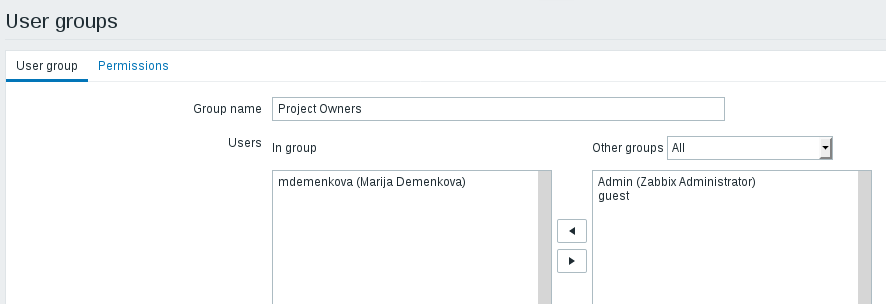 User groups
User group Permissions
Group name Project Owners
Users In group Other groups All
mdemenkova (Marija Demenkova) Admin (Zabbix Administrator)
guest